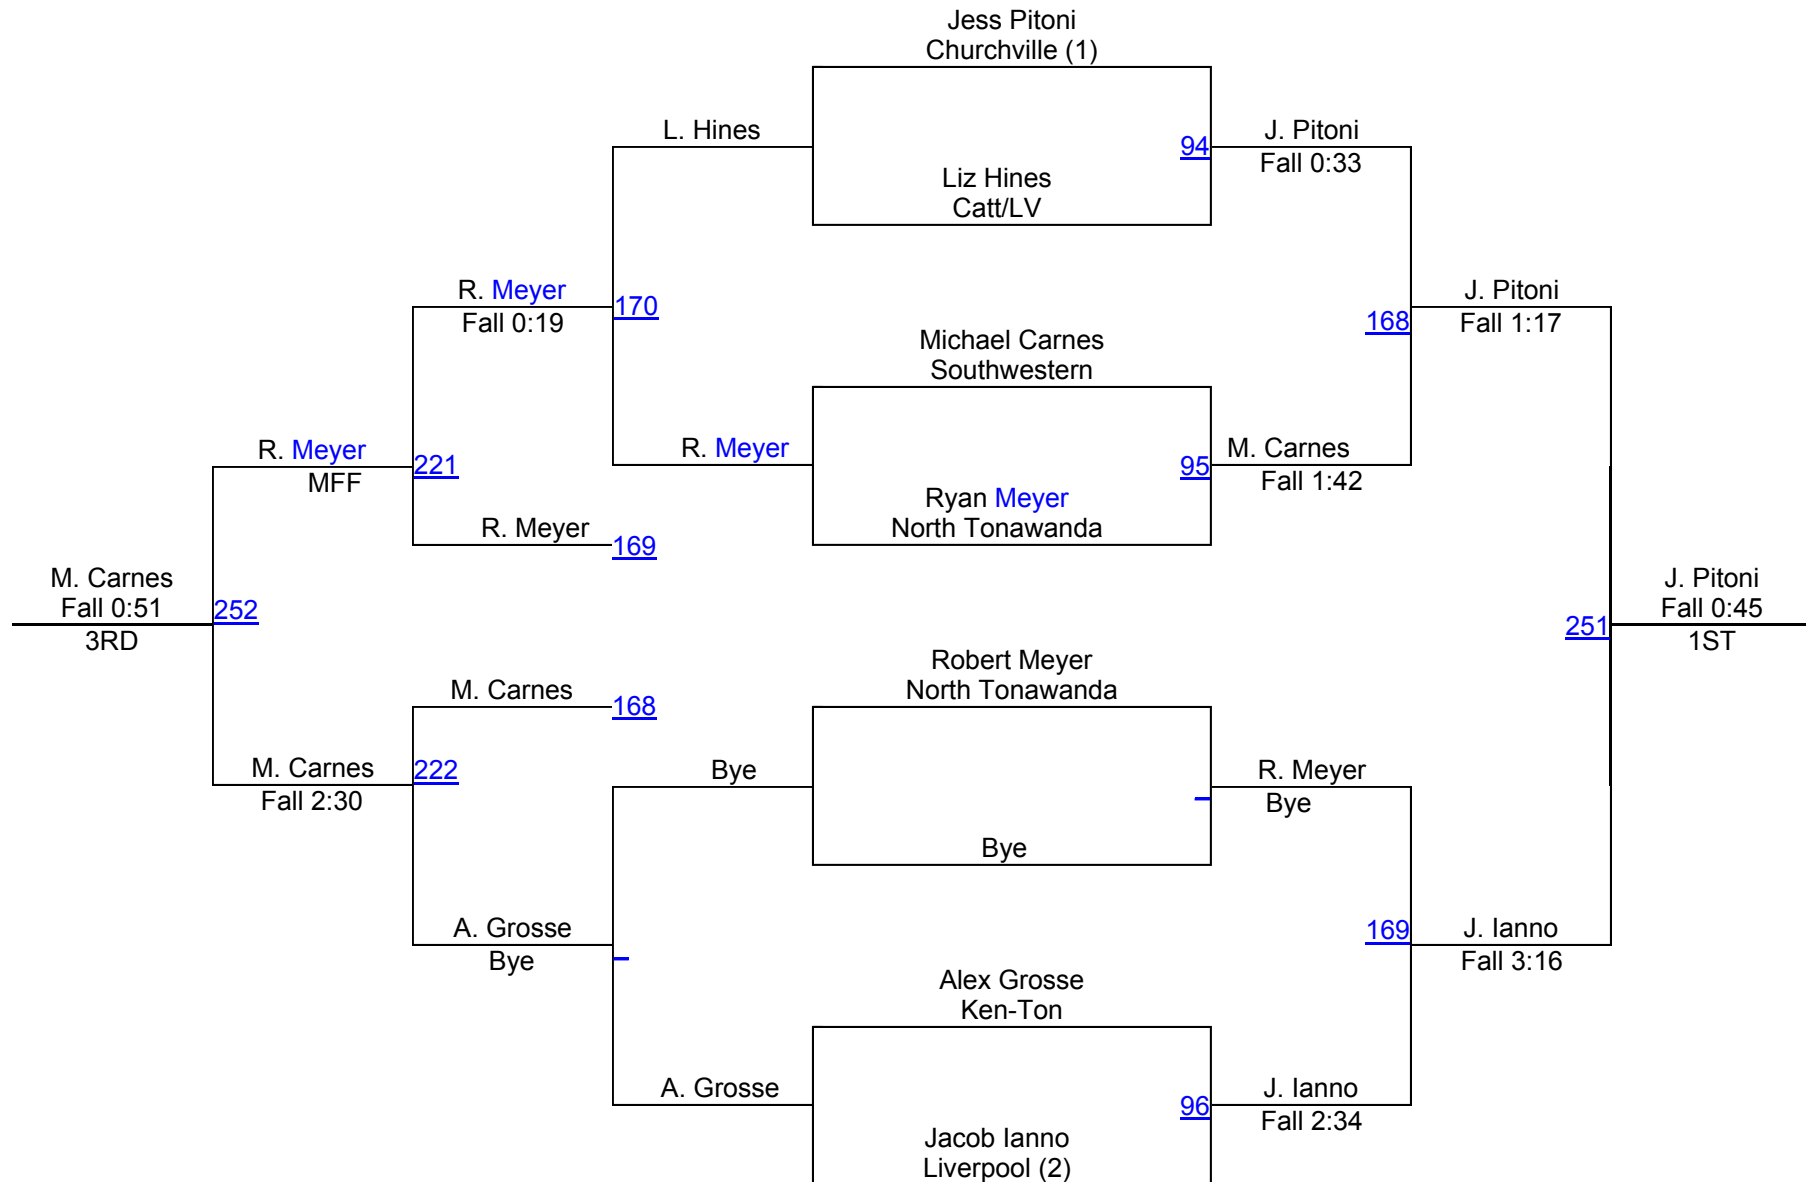 Jess Pitoni
Churchville (1)
L. Hines
94
J. Pitoni
Fall 0:33
Liz Hines
Catt/LV
R. Meyer
Fall 0:19
170
168
J. Pitoni
Fall 1:17
Michael Carnes
Southwestern
R. Meyer
MFF
221
R. Meyer
95
M. Carnes
Fall 1:42
Ryan Meyer
North Tonawanda
R. Meyer
169
M. Carnes
Fall 0:51
3RD
252
251
J. Pitoni
Fall 0:45
1ST
Robert Meyer
North Tonawanda
M. Carnes
168
M. Carnes
Fall 2:30
222
Bye
R. Meyer
Bye
Bye
A. Grosse
Bye
169
J. Ianno
Fall 3:16
Alex Grosse
Ken-Ton
A. Grosse
96
J. Ianno
Fall 2:34
Jacob Ianno
Liverpool (2)